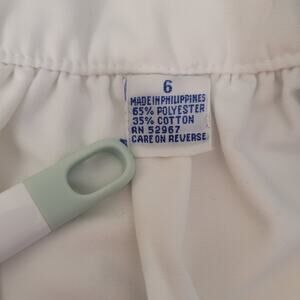 6
MADE IN PHILIPPINES
65% POLYESTER
35% COTTON
RN 52967
CARE ON REVERSE